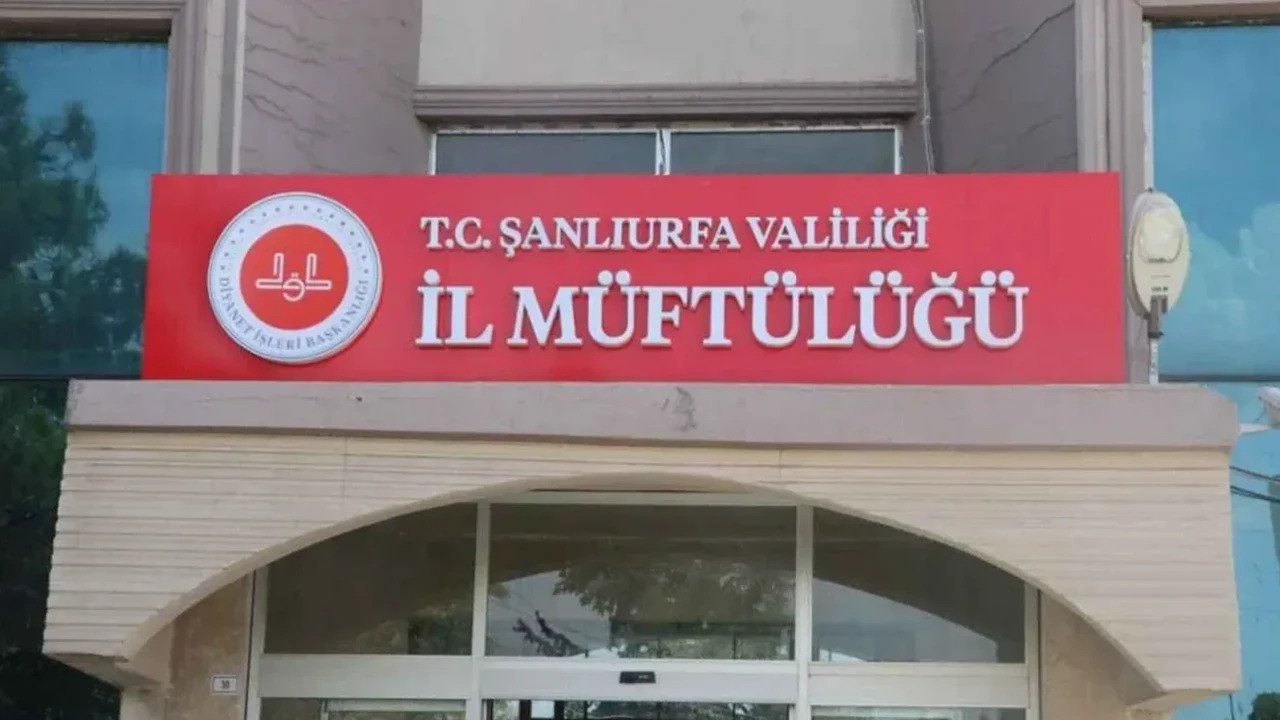 T.C. ŞANLIURFA VALİLİĞİ
İL MÜFTÜLÜĞÜ
DİYANET İŞLERİ BAŞKANLIĞI